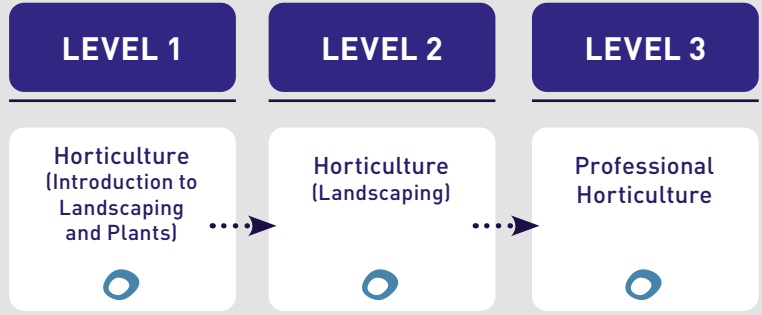 LEVEL 1
LEVEL 2
LEVEL 3
Horticulture
(Introduction to
Landscaping
and Plants)
Horticulture
(Landscaping)
Professional
Horticulture